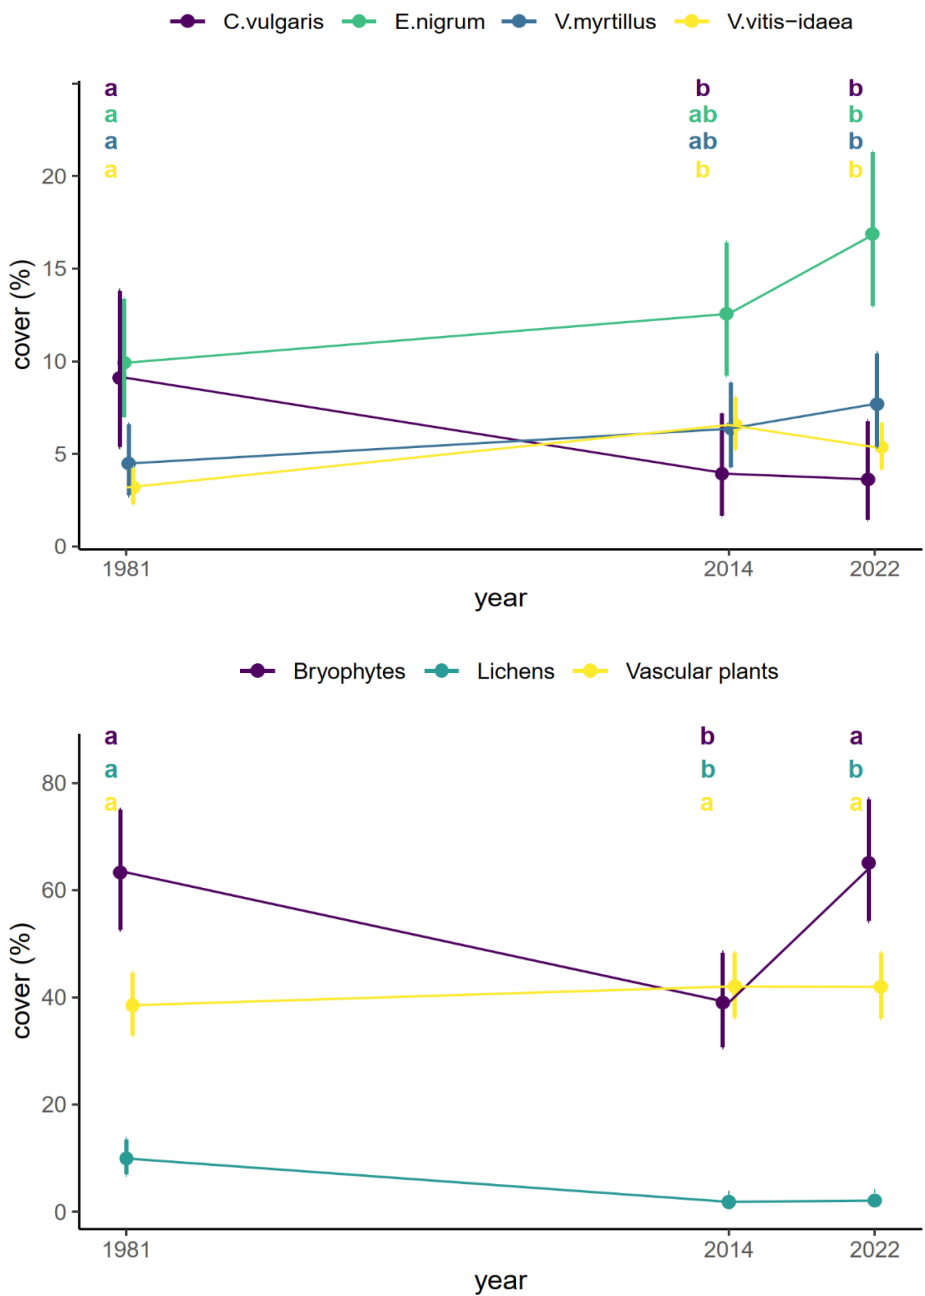 C.vulgaris E.nigrum V.myrtillus V.vitis−idaea
a b b
a ab b
a ab b
a b b
20
15
10
5
0
cover (%)
1981 2014 2022
year
Bryophytes Lichens Vascular plants
a b a
a b b
a a a
80
60
40
20
0
cover (%)
1981 2014 2022
year